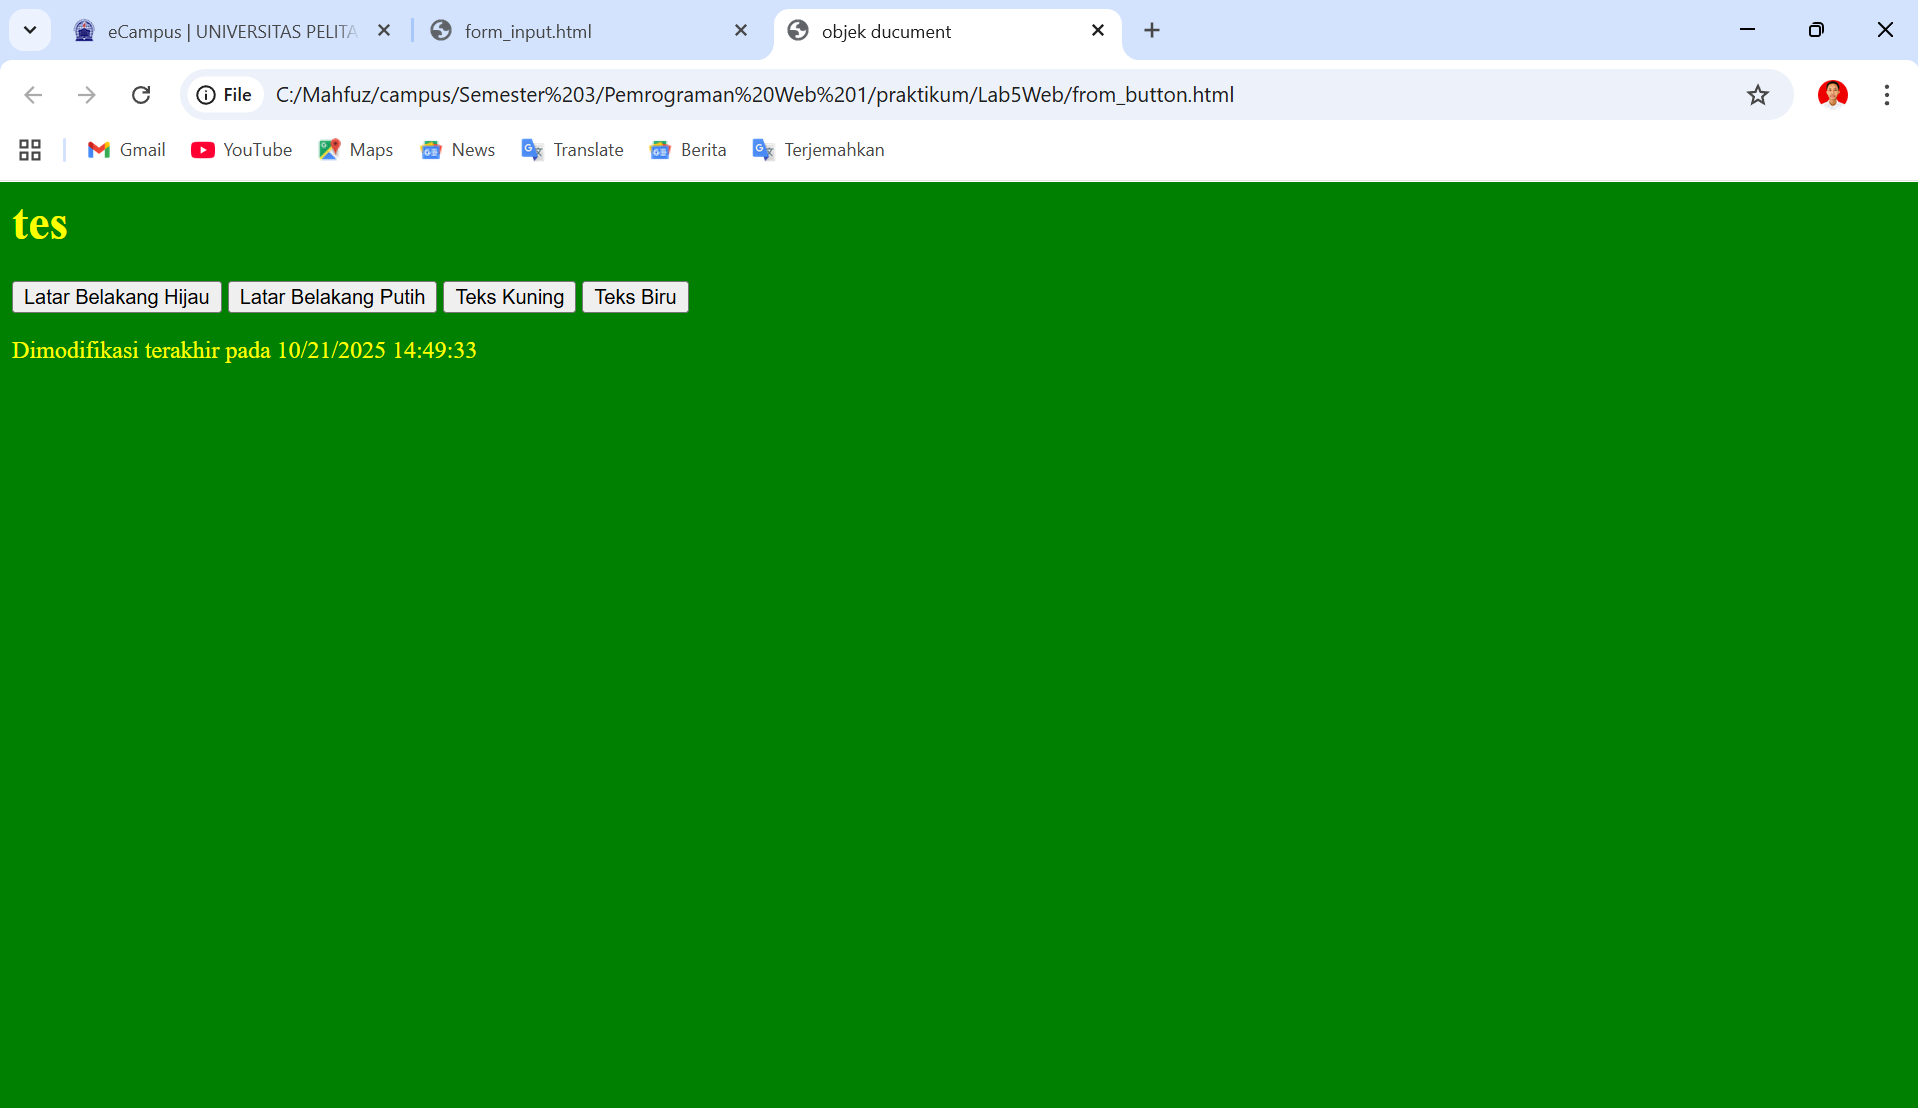 eCampus | UNIVERSITAS PELITA
form_input.html
objek ducument
File
C:/Mahfuz/campus/Semester%203/Pemrograman%20Web%201/praktikum/Lab5Web/from_button.html
Gmail
YouTube
Maps
News
Translate
Berita
Terjemahkan
tes
Latar Belakang Hijau
Latar Belakang Putih
Teks Kuning
Teks Biru
Dimodifikasi terakhir pada 10/21/2025 14:49:33